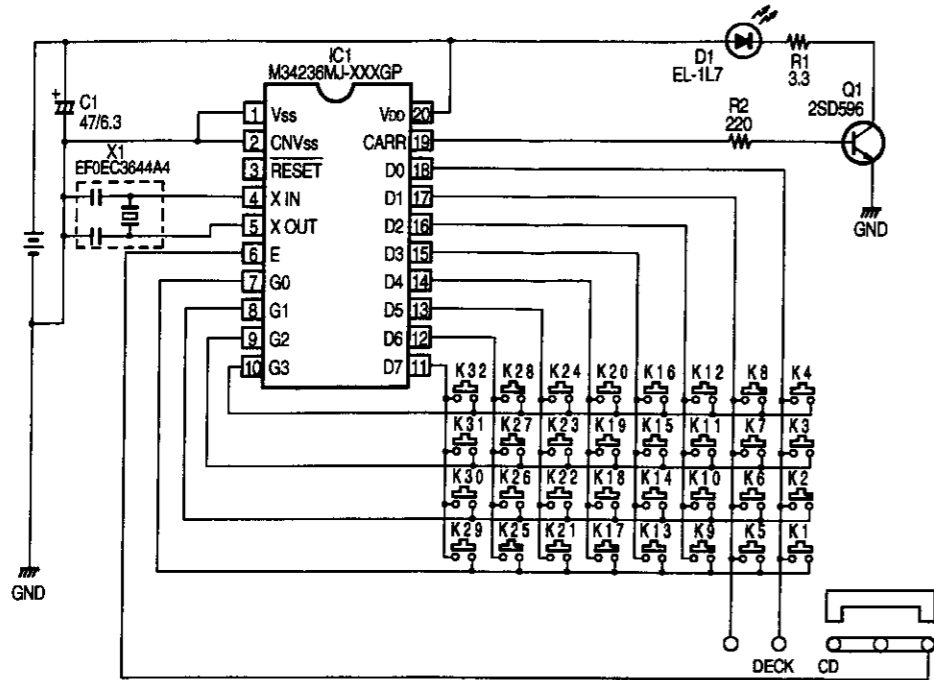 IC1
M34236MJ-XXXGP
D1
EL-1L7
R1
3.3
Q1
2SD596
R2
220
C1
47/6.3
X1
EF0EC3644A4
+
1 Vss VDD 20
2 CNVss CARR 19
3 RESET D0 18
4 X IN D1 17
5 X OUT D2 16
6 E D3 15
7 G0 D4 14
8 G1 D5 13
9 G2 D6 12
10 G3 D7 11
GND
K32 K28 K24 K20 K16 K12 K8 K4
K31 K27 K23 K19 K15 K11 K7 K3
K30 K26 K22 K18 K14 K10 K6 K2
K29 K25 K21 K17 K13 K9 K5 K1
GND
DECK CD